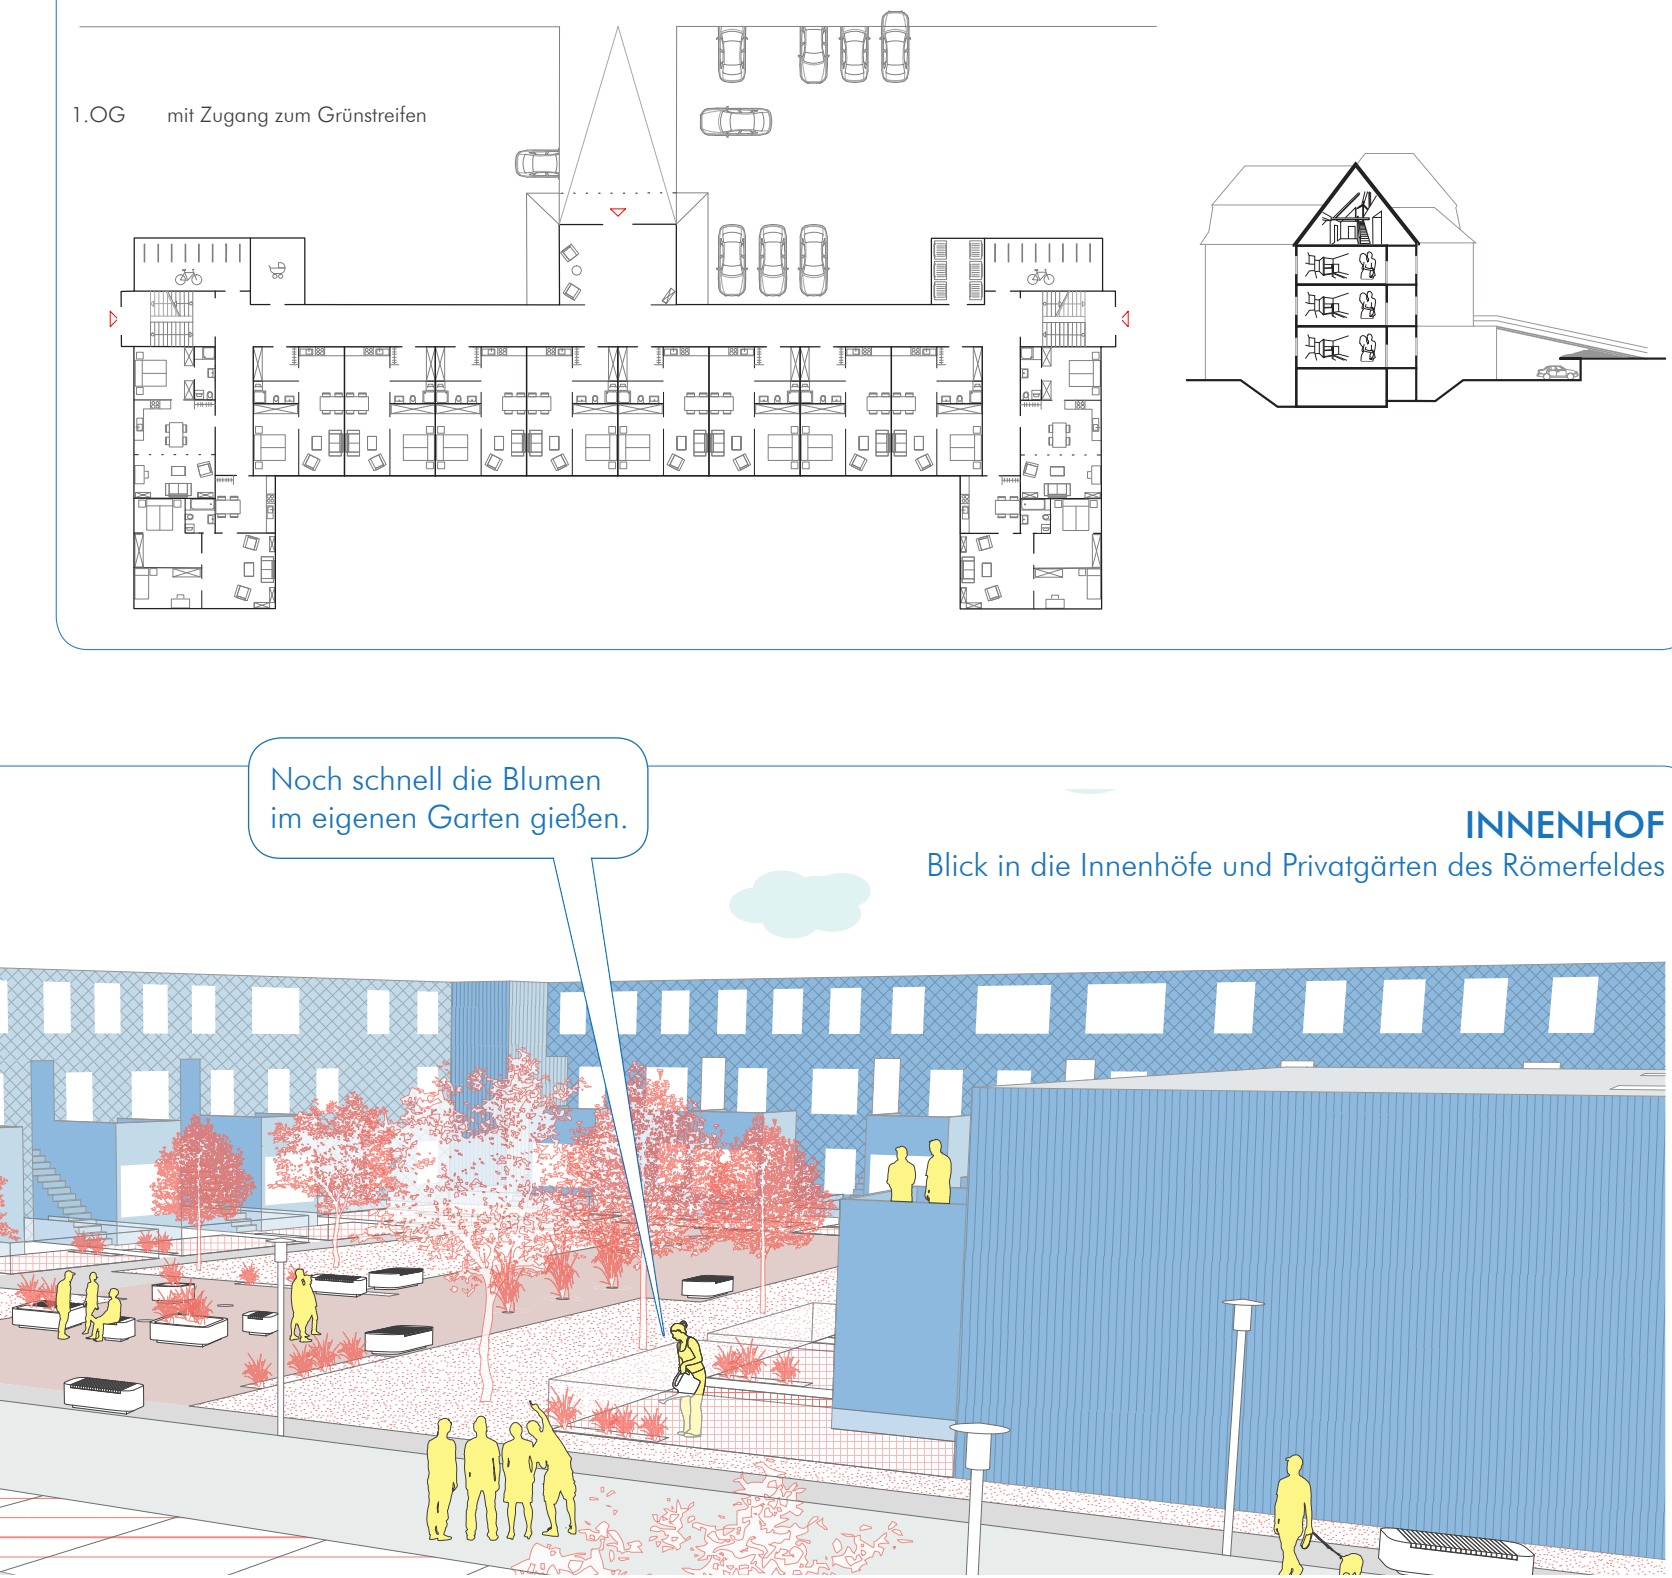 1.OG mit Zugang zum Grünstreifen
Noch schnell die Blumen
im eigenen Garten gießen.
INNENHOF
Blick in die Innenhöfe und Privatgärten des Römerfeldes